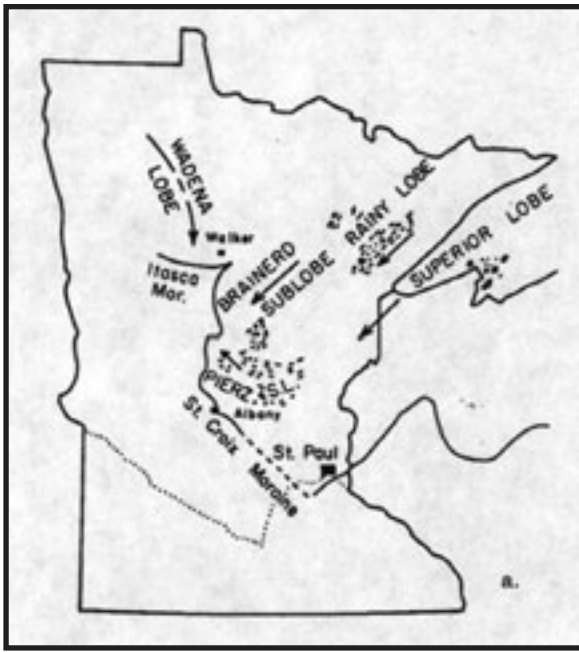 WADENA
LOBE
Walker
Itasca
Mor.
BRAINERD
SUBLOBE
RAINY LOBE
SUPERIOR LOBE
PIERZ S.L.
Albany
St. Croix Moraine
St. Paul
a.